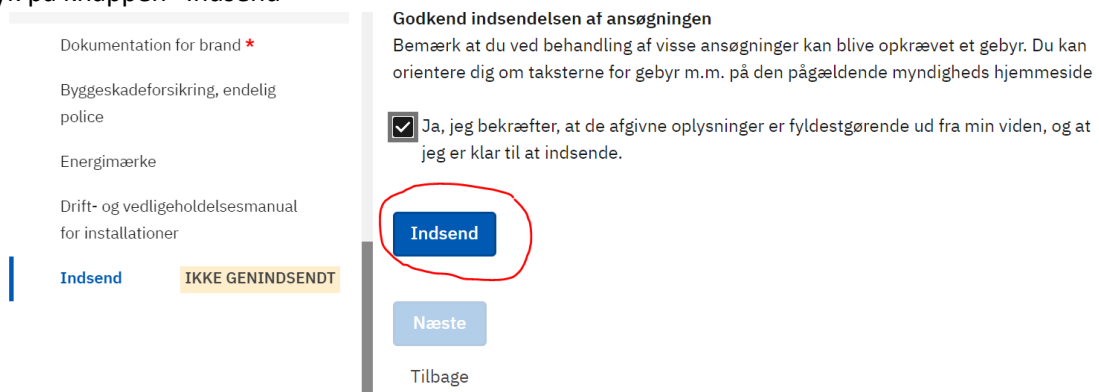 på knappen "Indsend"
Dokumentation for brand *
Byggeskadeforsikring, endelig
police
Energimærke
Drift- og vedligeholdelsesmanual
for installationer
Indsend IKKE GENINDSENDT
Godkend indsendelsen af ansøgningen
Bemærk at du ved behandling af visse ansøgninger kan blive opkrævet et gebyr. Du kan
orientere dig om taksterne for gebyr m.m. på den pågældende myndigheds hjemmeside
Ja, jeg bekræfter, at de afgivne oplysninger er fyldestgørende ud fra min viden, og at
jeg er klar til at indsende.
Indsend
Næste
Tilbage